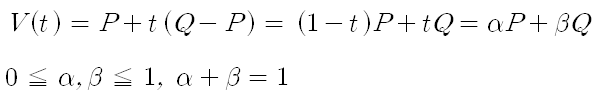 V(t) = P + t(Q − P) = (1 − t)P + tQ = αP + βQ
0 ≦ α, β ≦ 1, α + β = 1